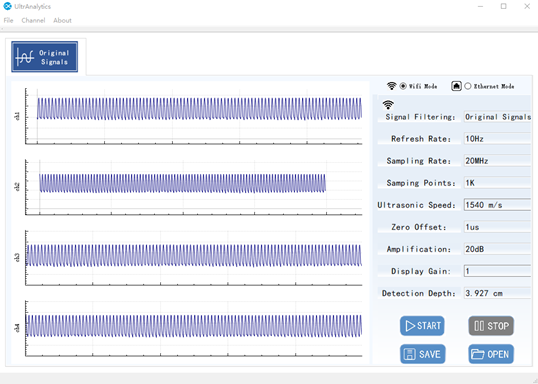 UltrAnalytics
File Channel About
Original
Signals
Wifi Mode Ethernet Mode
Signal Filtering: Original Signals
Refresh Rate: 10Hz
Sampling Rate: 20MHz
Samping Points: 1K
Ultrasonic Speed: 1540 m/s
Zero Offset: 1us
Amplification: 20dB
Display Gain: 1
Detection Depth: 3.927 cm
START STOP
SAVE OPEN
ch1
ch2
ch3
ch4